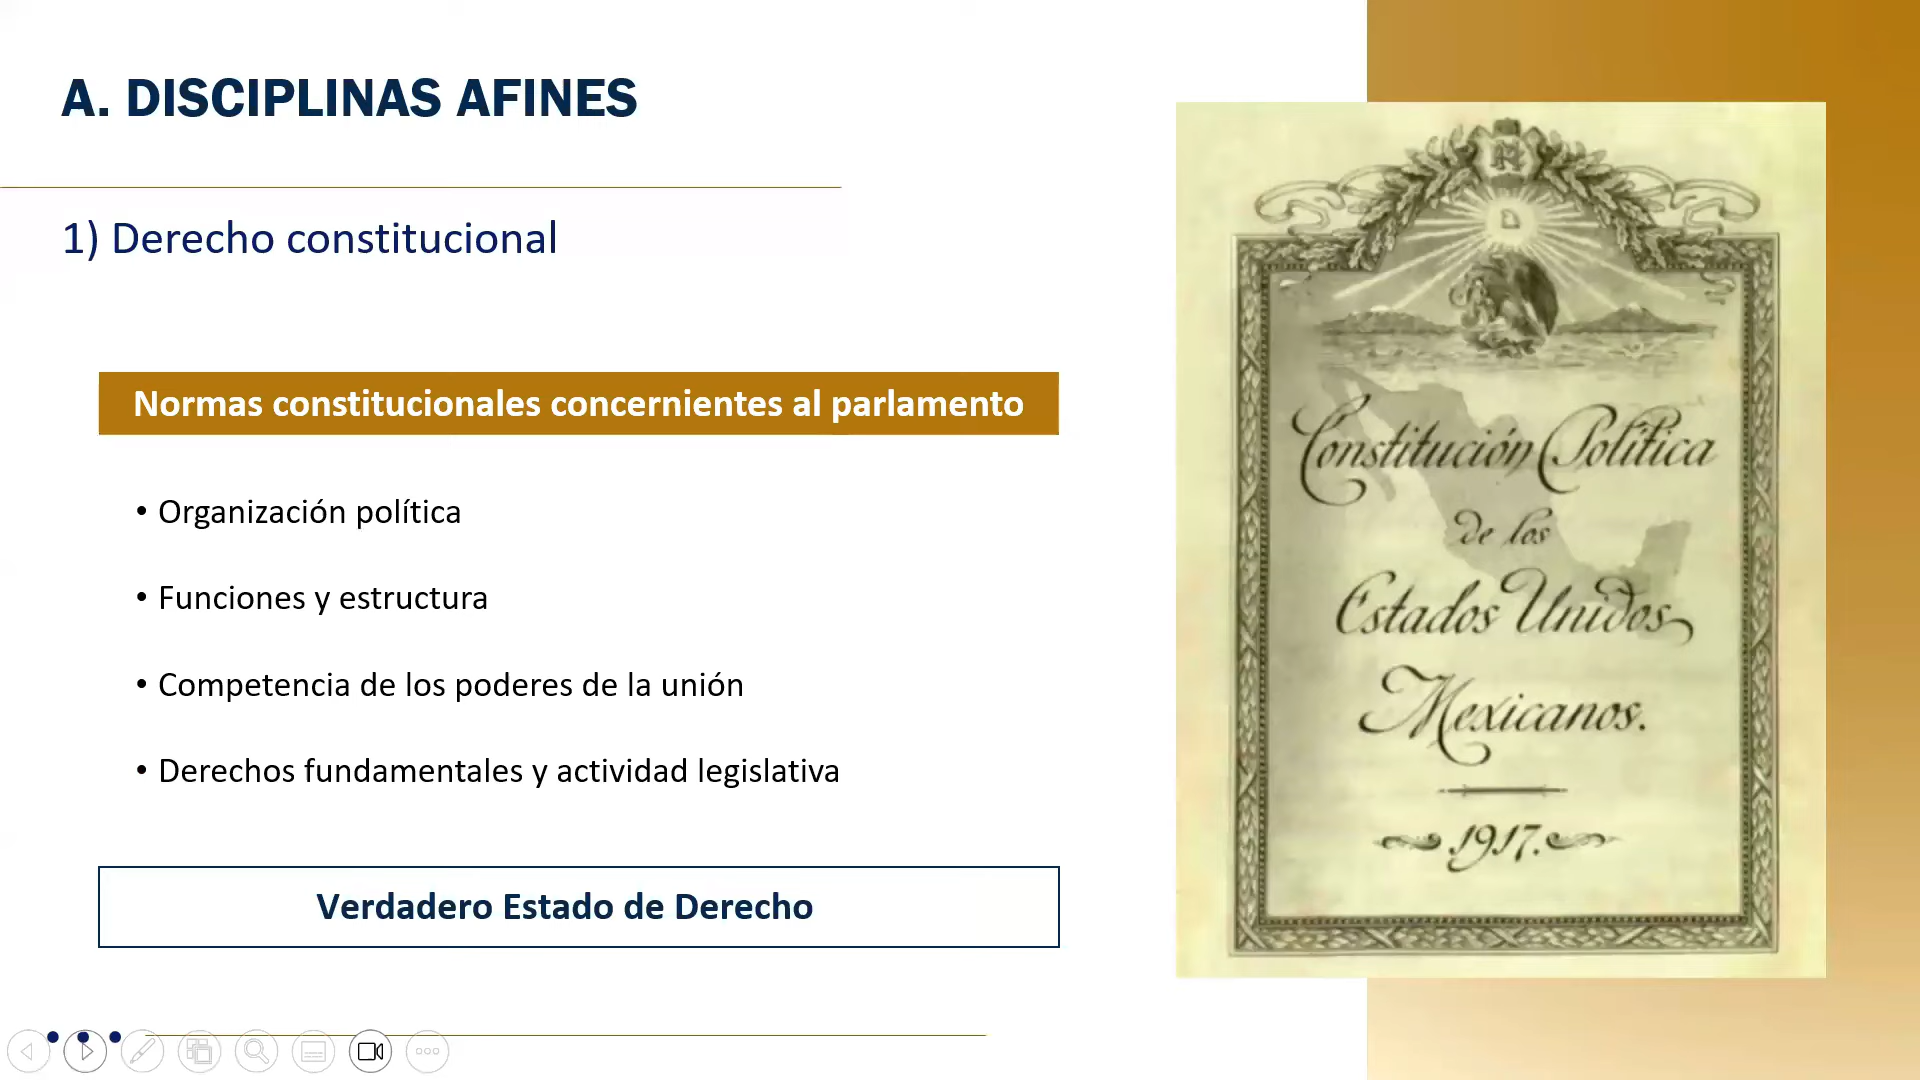 A. DISCIPLINAS AFINES
1) Derecho constitucional
Normas constitucionales concernientes al parlamento
• Organización política
• Funciones y estructura
• Competencia de los poderes de la unión
• Derechos fundamentales y actividad legislativa
Verdadero Estado de Derecho
Constitución Política
de los
Estados Unidos
Mexicanos.
1917.